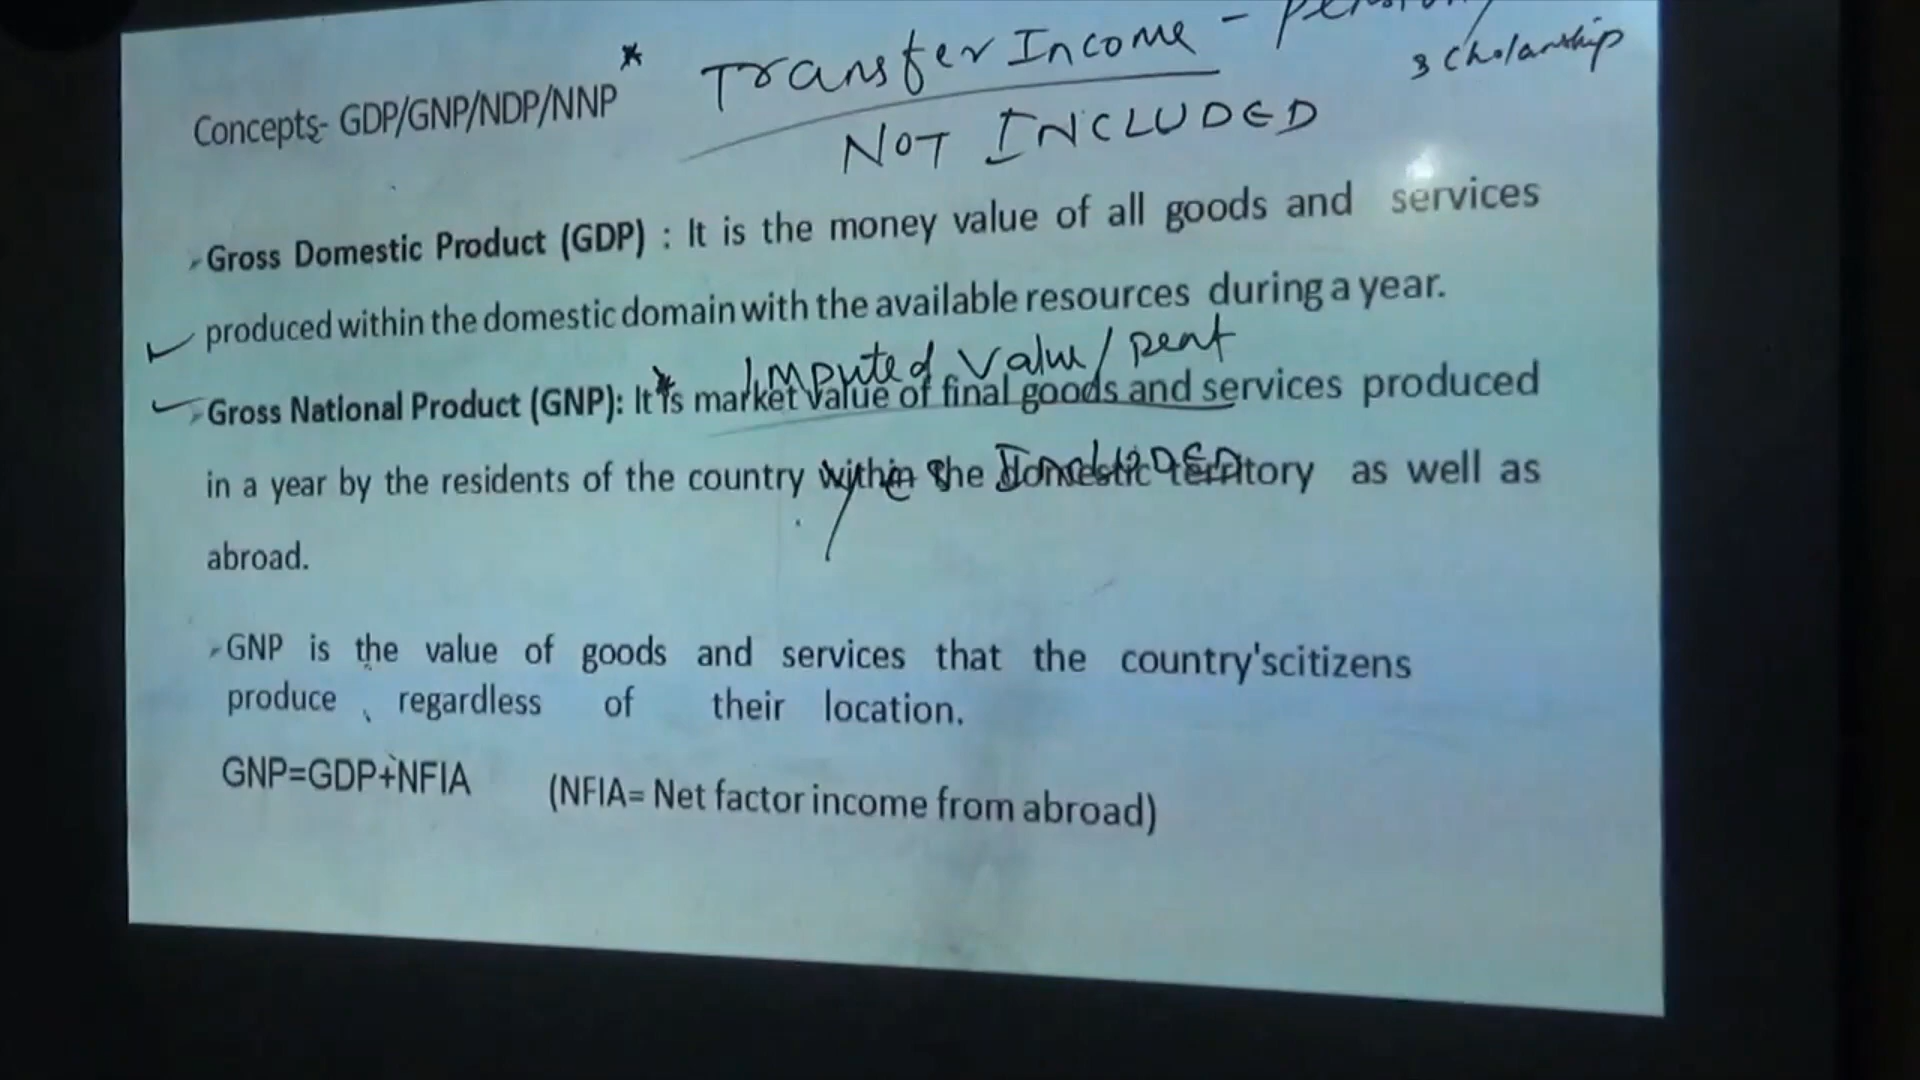 * Transfer Income -
scholarship
Concepts- GDP/GNP/NDP/NNP
NOT INCLUDED
Gross Domestic Product (GDP) : It is the money value of all goods and services
produced within the domestic domain with the available resources during a year.
* Imputed Value/
Gross National Product (GNP): It is market value of final goods and services produced
in a year by the residents of the country within the domestic territory as well as
INCLUDED
abroad.
GNP is the value of goods and services that the country'scitizens
produce regardless of their location.
GNP=GDP+NFIA (NFIA= Net factor income from abroad)